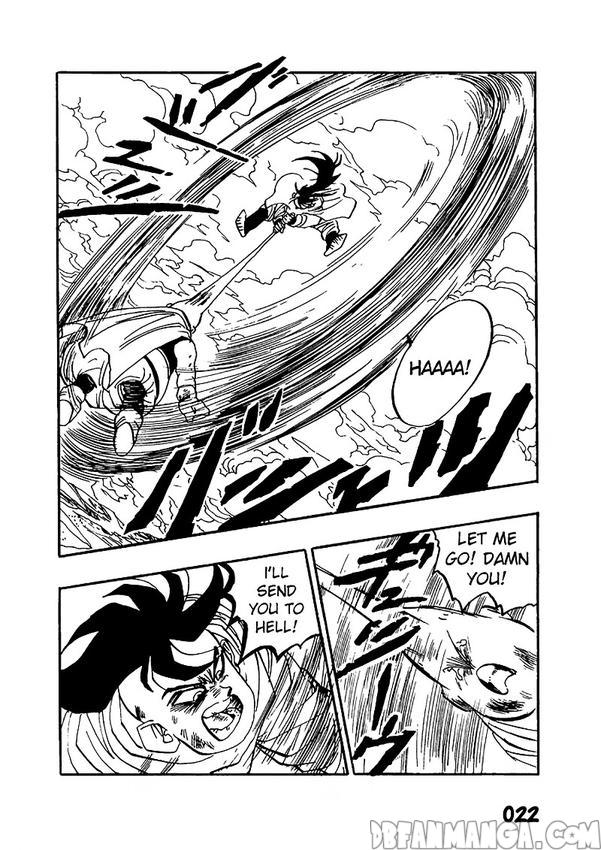 HAAAA!
LET ME
GO! DAMN
YOU!
I'LL
SEND
YOU TO
HELL!
022
DBFANMANGA.COM